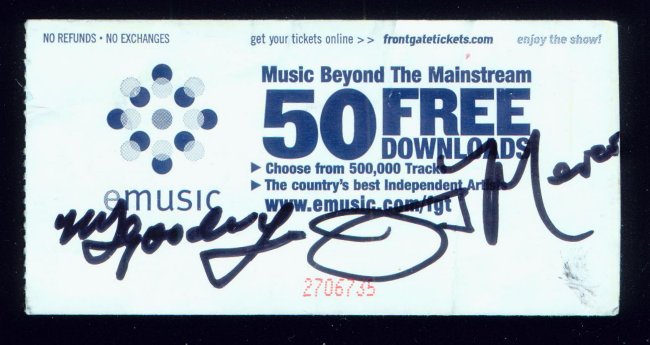 NO REFUNDS • NO EXCHANGES
get your tickets online >> frontgatetickets.com
enjoy the show!
Music Beyond The Mainstream
50 FREE
DOWNLOADS
Choose from 500,000 Tracks
The country's best Independent Artists
www.emusic.com/fgt
emusic
2706735